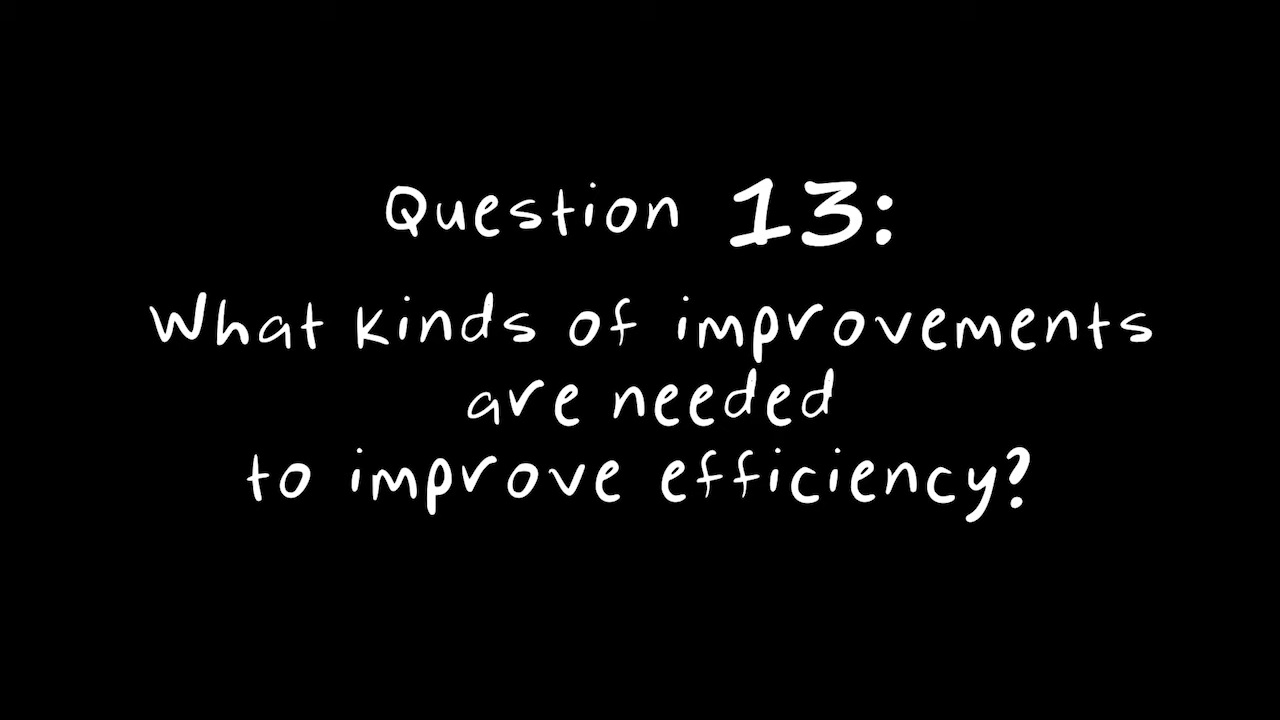 Question 13:
What kinds of improvements
are needed
to improve efficiency?